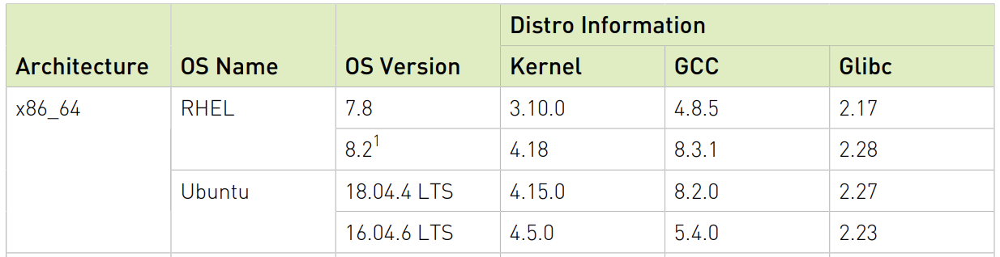 Distro Information
Architecture OS Name OS Version Kernel GCC Glibc
x86_64 RHEL 7.8 3.10.0 4.8.5 2.17
8.2¹ 4.18 8.3.1 2.28
Ubuntu 18.04.4 LTS 4.15.0 8.2.0 2.27
16.04.6 LTS 4.5.0 5.4.0 2.23